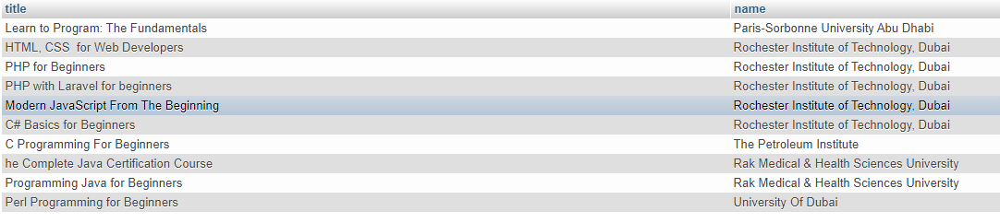 title name
Learn to Program: The Fundamentals Paris-Sorbonne University Abu Dhabi
HTML, CSS  for Web Developers Rochester Institute of Technology, Dubai
PHP for Beginners Rochester Institute of Technology, Dubai
PHP with Laravel for beginners Rochester Institute of Technology, Dubai
Modern JavaScript From The Beginning Rochester Institute of Technology, Dubai
C# Basics for Beginners Rochester Institute of Technology, Dubai
C Programming For Beginners The Petroleum Institute
he Complete Java Certification Course Rak Medical & Health Sciences University
Programming Java for Beginners Rak Medical & Health Sciences University
Perl Programming for Beginners University Of Dubai